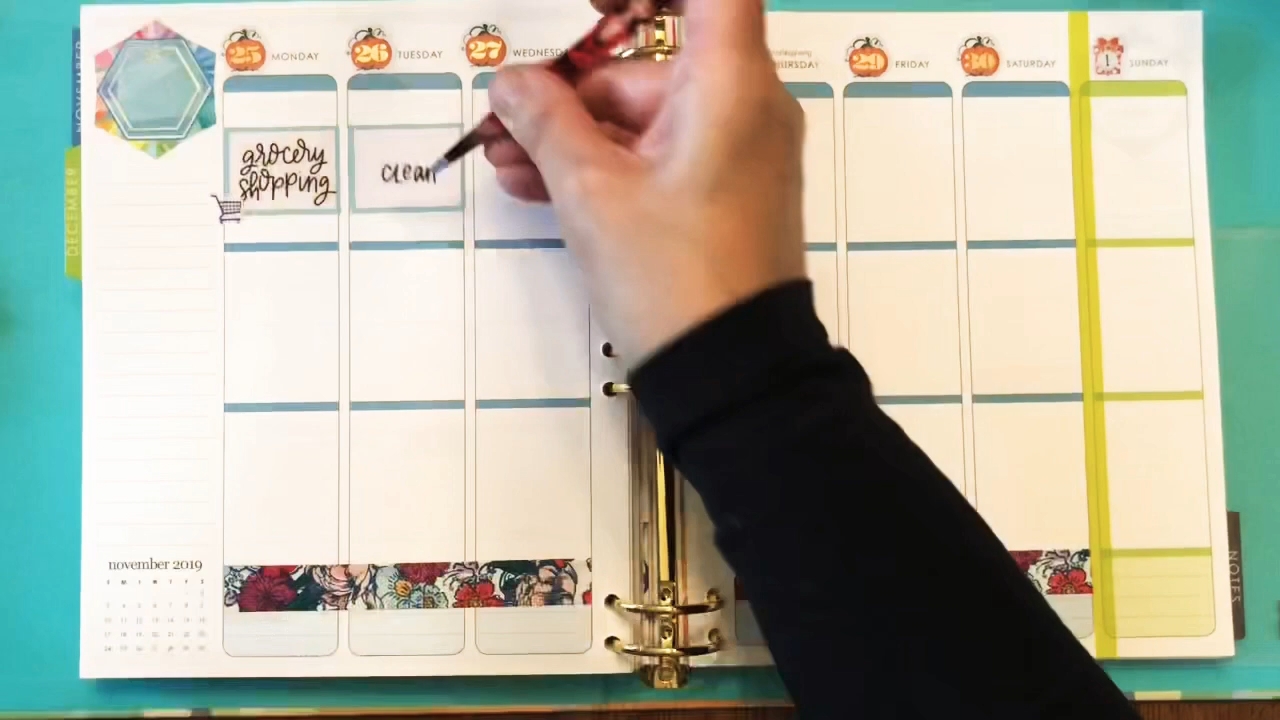 25 MONDAY
26 TUESDAY
27 WEDNESD
THURSDAY
29 FRIDAY
30 SATURDAY
1 SUNDAY
NOVEMBER
DECEMBER
grocery
shopping
clean
november 2019
S M T W T F S
NOTES